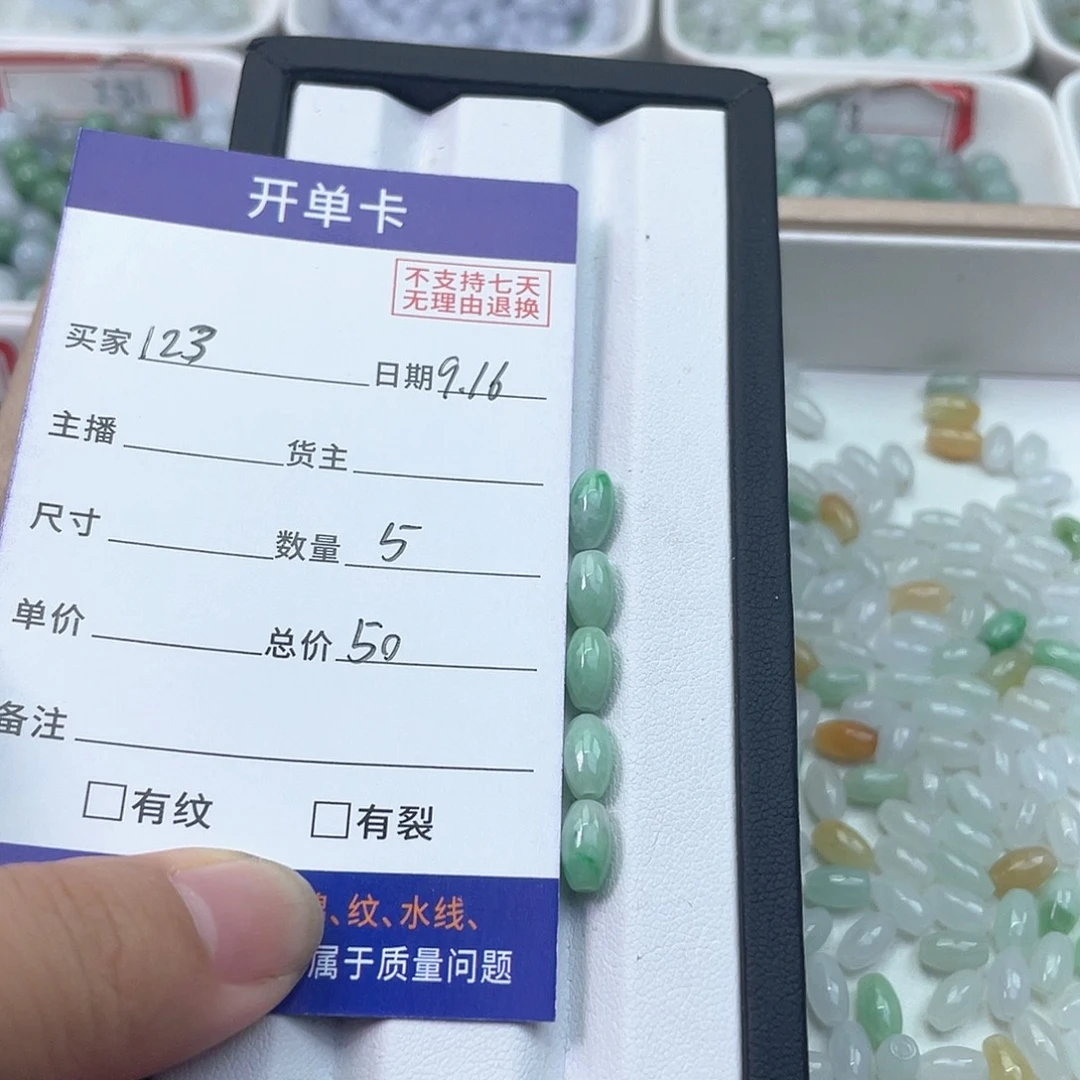 开单卡
不支持七天
无理由退换
买家 123 日期 9.16
主播 货主
尺寸 数量 5
单价 总价 50
备注
□有纹 □有裂
、纹、水线、
属于质量问题